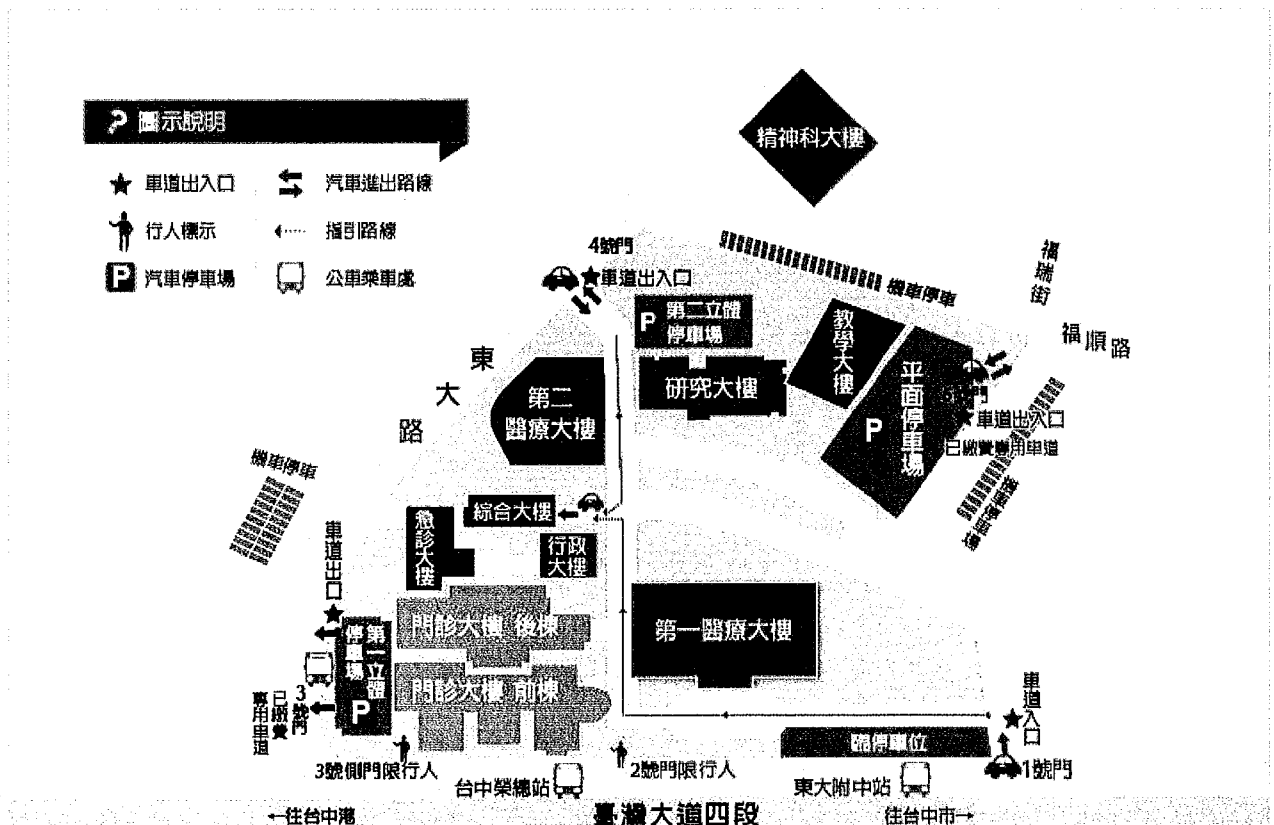 圖示說明
車道出入口
汽車進出路線
行人標示
指引路線
P 汽車停車場
公車乘車處
精神科大樓
4號門
車道出入口
機車停車
福瑞街
福順路
P 第二立體
停車場
教學大樓
研究大樓
平面停車場
P
號門
車道出入口
已繳費專用車道
東大路
第二
醫療大樓
機車停車
綜合大樓
急診大樓
行政
大樓
車道出口
門診大樓 後棟
第一醫療大樓
第一立體
停車場
P
門診大樓 前棟
3號門
已繳費
專用車道
車道入口
臨停車位
1號門
3號側門限行人
2號門限行人
台中榮總站
東大附中站
←往台中港
臺灣大道四段
往台中市→